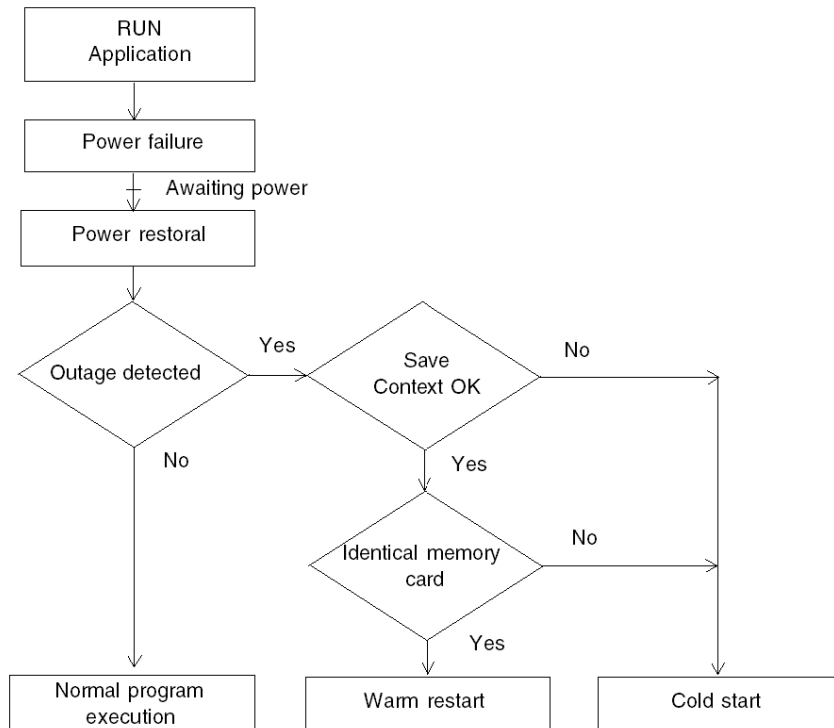 RUN
Application
Power failure
Awaiting power
Power restoral
Outage detected
Yes
No
Save
Context OK
No
Yes
Identical memory
card
No
Yes
Normal program
execution
Warm restart
Cold start